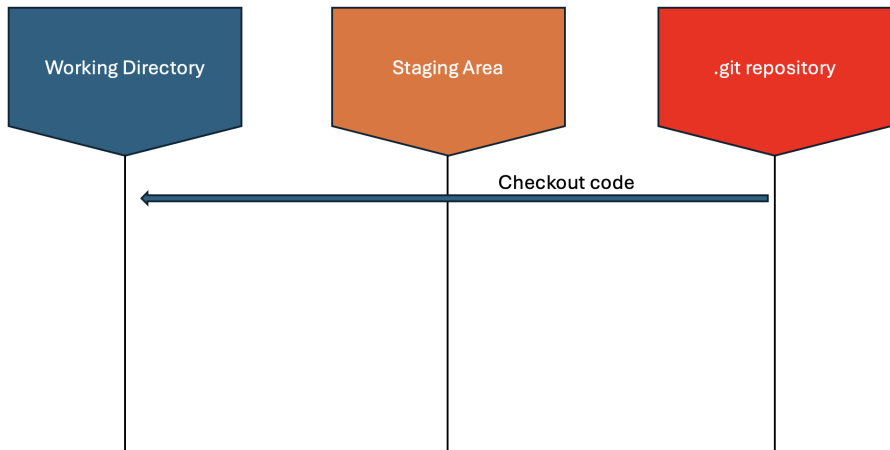 Working Directory
Staging Area
.git repository
Checkout code